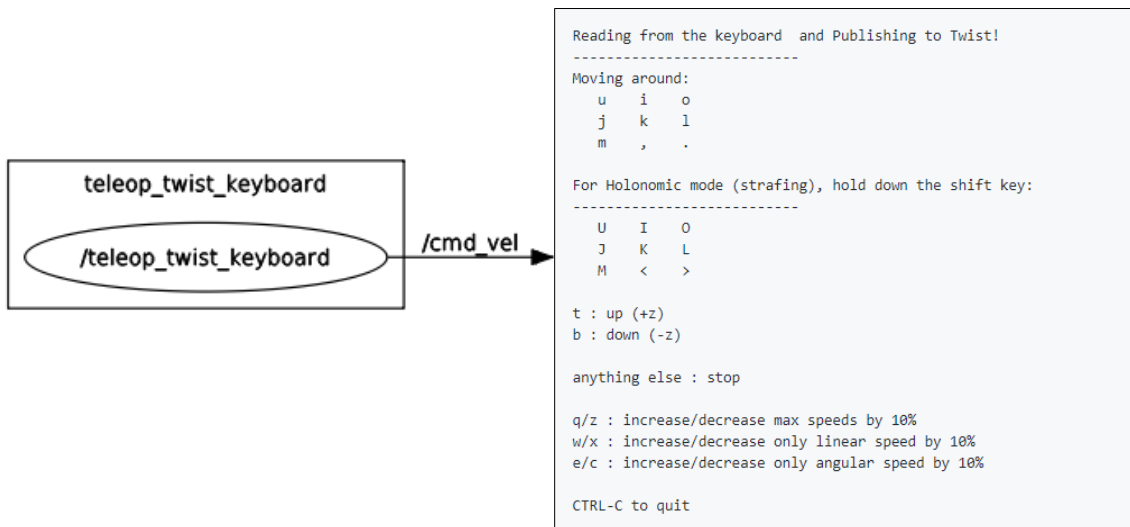 teleop_twist_keyboard
/teleop_twist_keyboard
/cmd_vel
Reading from the keyboard  and Publishing to Twist!
---------------------------
Moving around:
   u    i    o
   j    k    l
   m    ,    .
For Holonomic mode (strafing), hold down the shift key:
---------------------------
   U    I    O
   J    K    L
   M    <    >
t : up (+z)
b : down (-z)
anything else : stop
q/z : increase/decrease max speeds by 10%
w/x : increase/decrease only linear speed by 10%
e/c : increase/decrease only angular speed by 10%
CTRL-C to quit